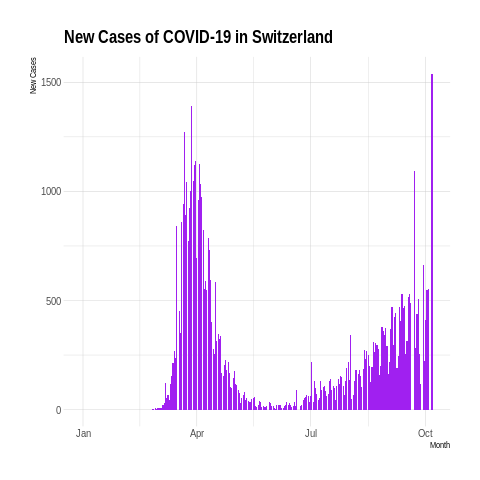 New Cases of COVID-19 in Switzerland
New Cases
1500
1000
500
0
Jan Apr Jul Oct
Month